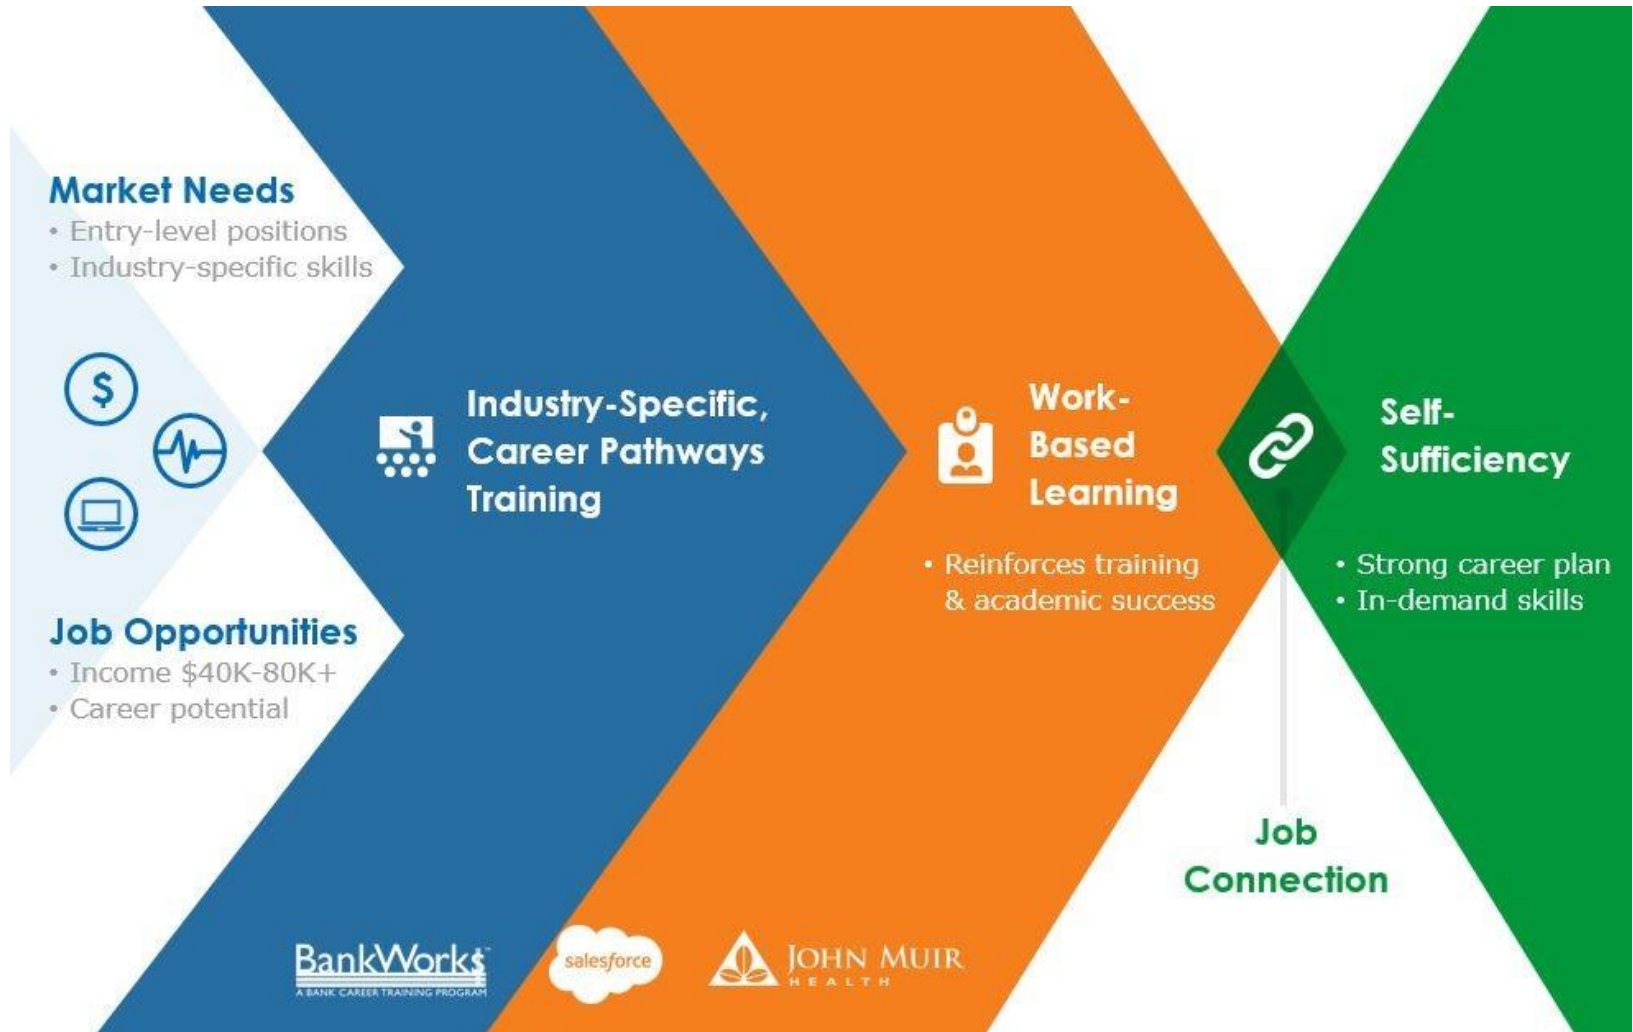 Market Needs
• Entry-level positions
• Industry-specific skills
$
Job Opportunities
• Income $40K-80K+
• Career potential
Industry-Specific,
Career Pathways
Training
Work-
Based
Learning
• Reinforces training
& academic success
Self-
Sufficiency
• Strong career plan
• In-demand skills
Job
Connection
BankWork$™
A BANK CAREER TRAINING PROGRAM
salesforce
JOHN MUIR
HEALTH